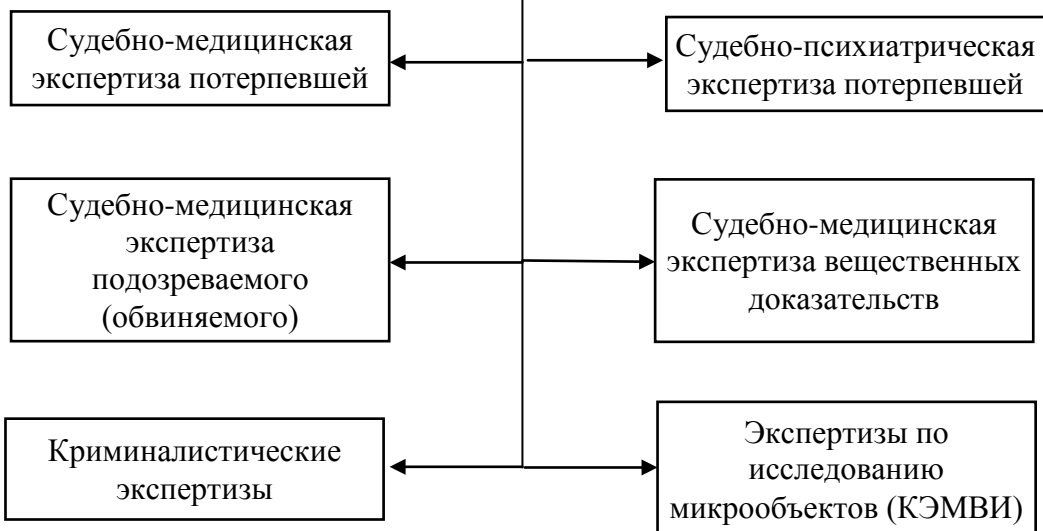 Судебно-медицинская
экспертиза потерпевшей
Судебно-психиатрическая
экспертиза потерпевшей
Судебно-медицинская
экспертиза
подозреваемого
(обвиняемого)
Судебно-медицинская
экспертиза вещественных
доказательств
Криминалистические
экспертизы
Экспертизы по
исследованию
микрообъектов (КЭМВИ)